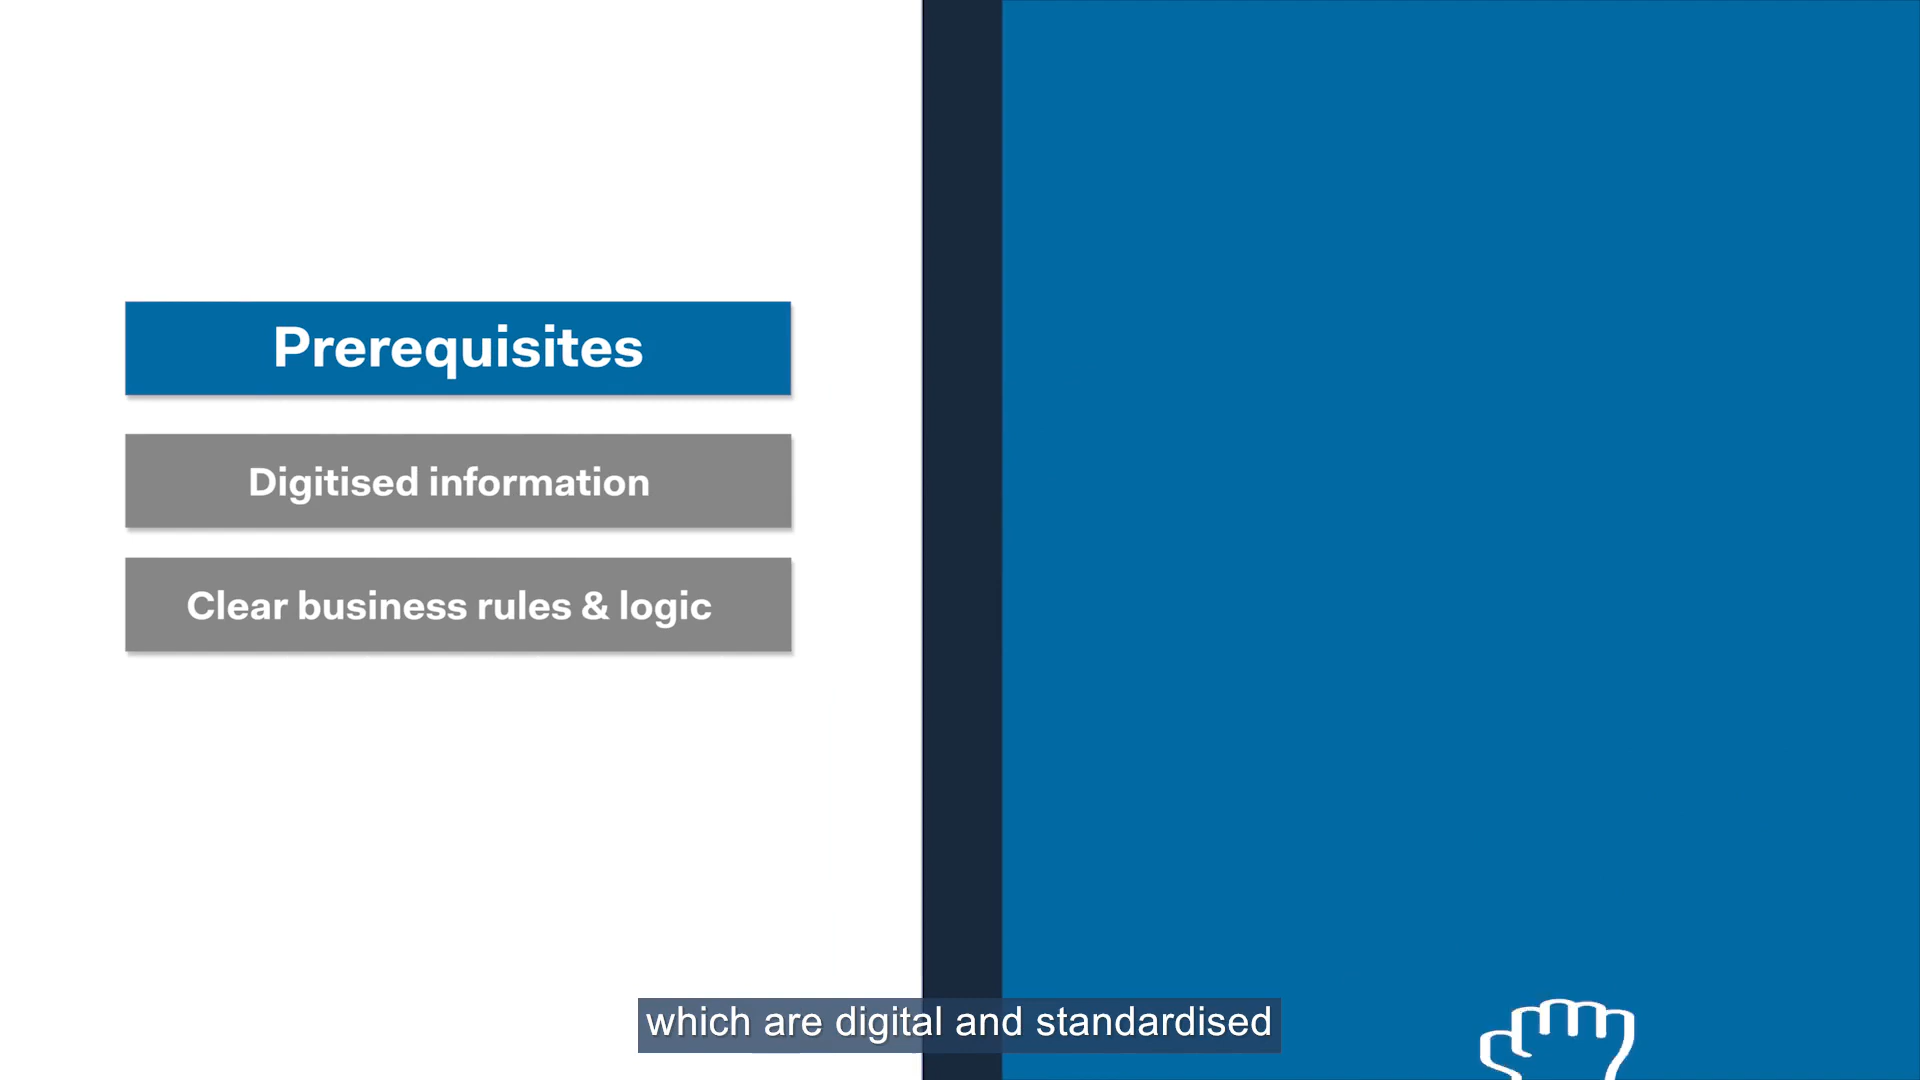 Prerequisites
Digitised information
Clear business rules & logic
which are digital and standardised